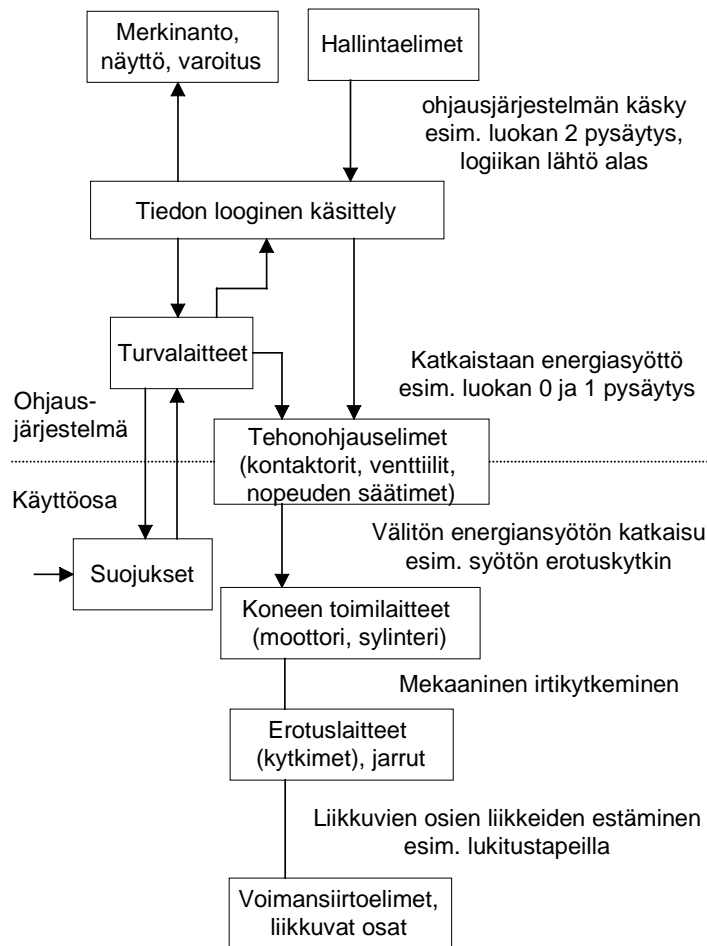 Merkinanto,
näyttö, varoitus
Hallintaelimet
ohjausjärjestelmän käsky
esim. luokan 2 pysäytys,
logiikan lähtö alas
Tiedon looginen käsittely
Turvalaitteet
Katkaistaan energiasyöttö
esim. luokan 0 ja 1 pysäytys
Ohjaus-
järjestelmä
Tehonohjauselimet
(kontaktorit, venttiilit,
nopeuden säätimet)
Käyttöosa
Välitön energiansyötön katkaisu
esim. syötön erotuskytkin
Suojukset
Koneen toimilaitteet
(moottori, sylinteri)
Mekaaninen irtikytkeminen
Erotuslaitteet
(kytkimet), jarrut
Liikkuvien osien liikkeiden estäminen
esim. lukitustapeilla
Voimansiirtoelimet,
liikkuvat osat